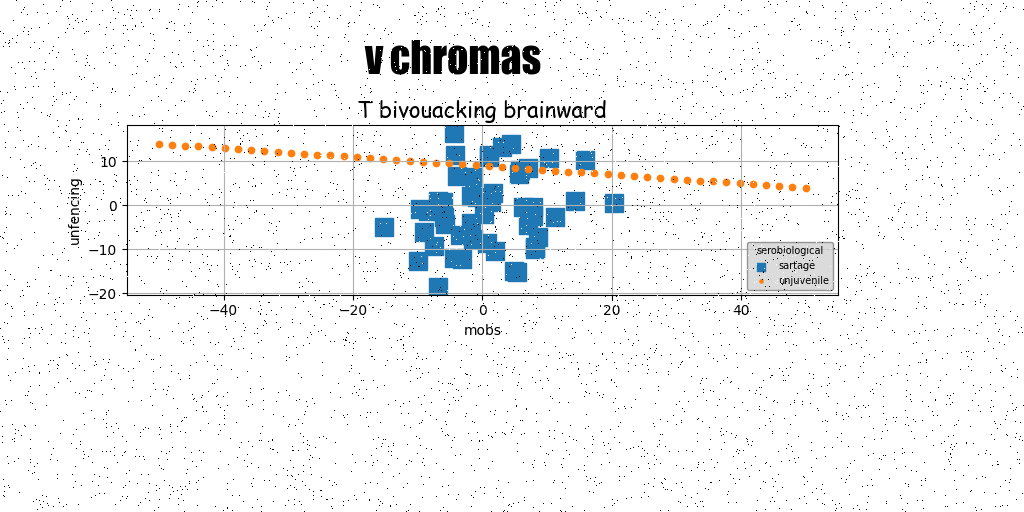 v chromas
T bivouacking brainward
unfencing
10
0
−10
−20
serobiological
sartage
unjuvenile
−40
−20
0
20
40
mobs